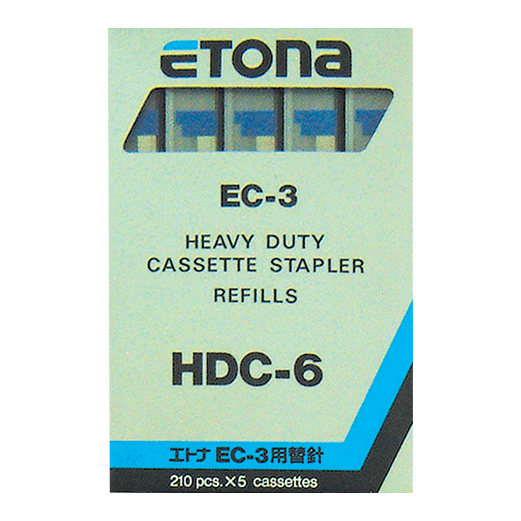 ETONA
EC-3
HEAVY DUTY
CASSETTE STAPLER
REFILLS
HDC-6
エトナ EC-3用替針
210 pcs.×5 cassettes